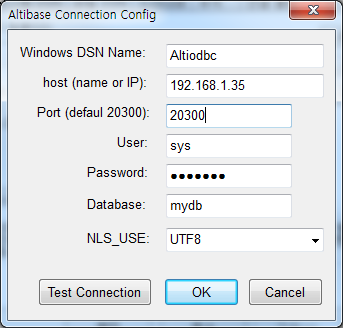 Altibase Connection Config
Windows DSN Name: Altiodbc
host (name or IP): 192.168.1.35
Port (defaul 20300): 20300
User: sys
Password: •••••••
Database: mydb
NLS_USE: UTF8
Test Connection OK Cancel